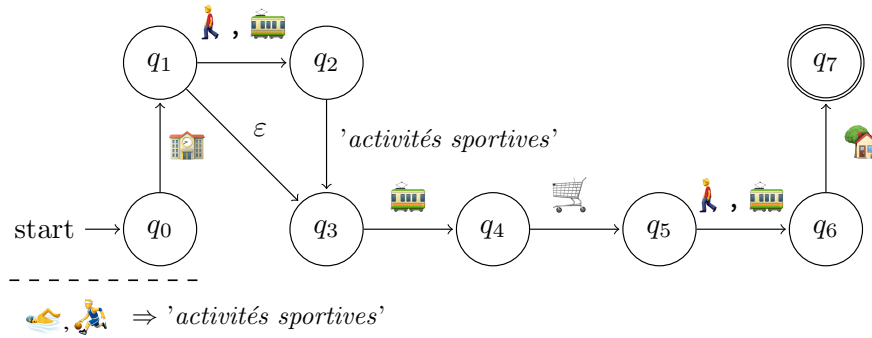 ,
q₁ q₂ q₇
ε
'activités sportives'
,
start q₀ q₃ q₄ q₅ q₆
, ⇒ 'activités sportives'